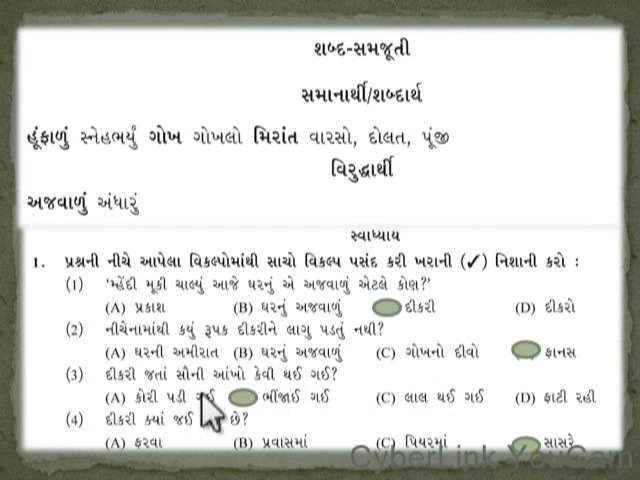 શબ્દ-સમજૂતી
સમાનાર્થી/શબ્દાર્થ
હૂંફાળું સ્નેહભર્યું ગોખ ગોખલો મિરાંત વારસો, દોલત, પૂંજી
વિરુદ્ધાર્થી
અજવાળું અંધારું
સ્વાધ્યાય
1. પ્રશ્નની નીચે આપેલા વિકલ્પોમાંથી સાચો વિકલ્પ પસંદ કરી ખરાની (✓) નિશાની કરો :
(1) 'મ્હેંદી મૂકી ચાલ્યું આજે ઘરનું એ અજવાળું એટલે કોણ?'
(A) પ્રકાશ (B) ઘરનું અજવાળું દીકરી (D) દીકરો
(2) નીચેનામાંથી કયું રૂપક દીકરીને લાગુ પડતું નથી?
(A) ઘરની અમીરાત (B) ઘરનું અજવાળું (C) ગોખનો દીવો ફાનસ
(3) દીકરી જતાં સૌની આંખો કેવી થઈ ગઈ?
(A) કોરી પડી ગઈ ભીંજાઈ ગઈ (C) લાલ થઈ ગઈ (D) ફાટી રહી
(4) દીકરી ક્યાં જઈ છે?
(A) ફરવા (B) પ્રવાસમાં (C) પિયરમાં સાસરે
CyberLink YouCam